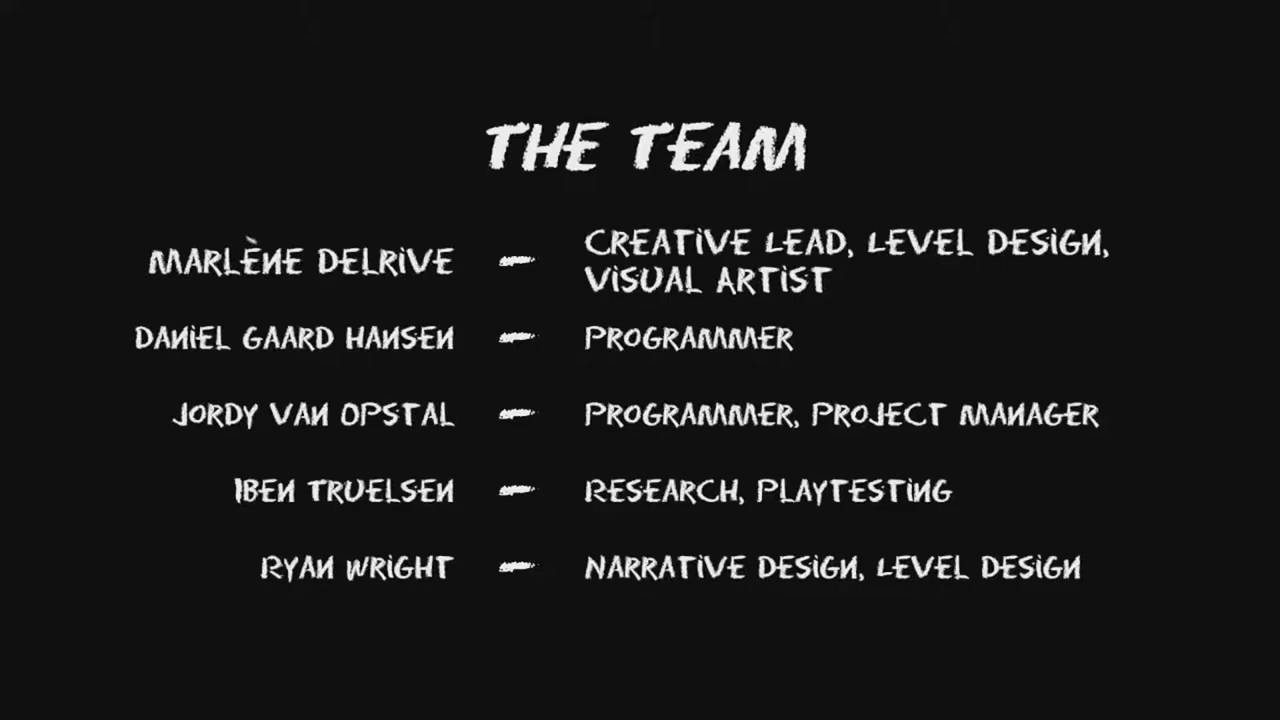 THE TEAM
MARLÈNE DELRIVE – CREATIVE LEAD, LEVEL DESIGN,
VISUAL ARTIST
DANIEL GAARD HANSEN – PROGRAMMER
JORDY VAN OPSTAL – PROGRAMMER, PROJECT MANAGER
IBEN TRUELSEN – RESEARCH, PLAYTESTING
RYAN WRIGHT – NARRATIVE DESIGN, LEVEL DESIGN